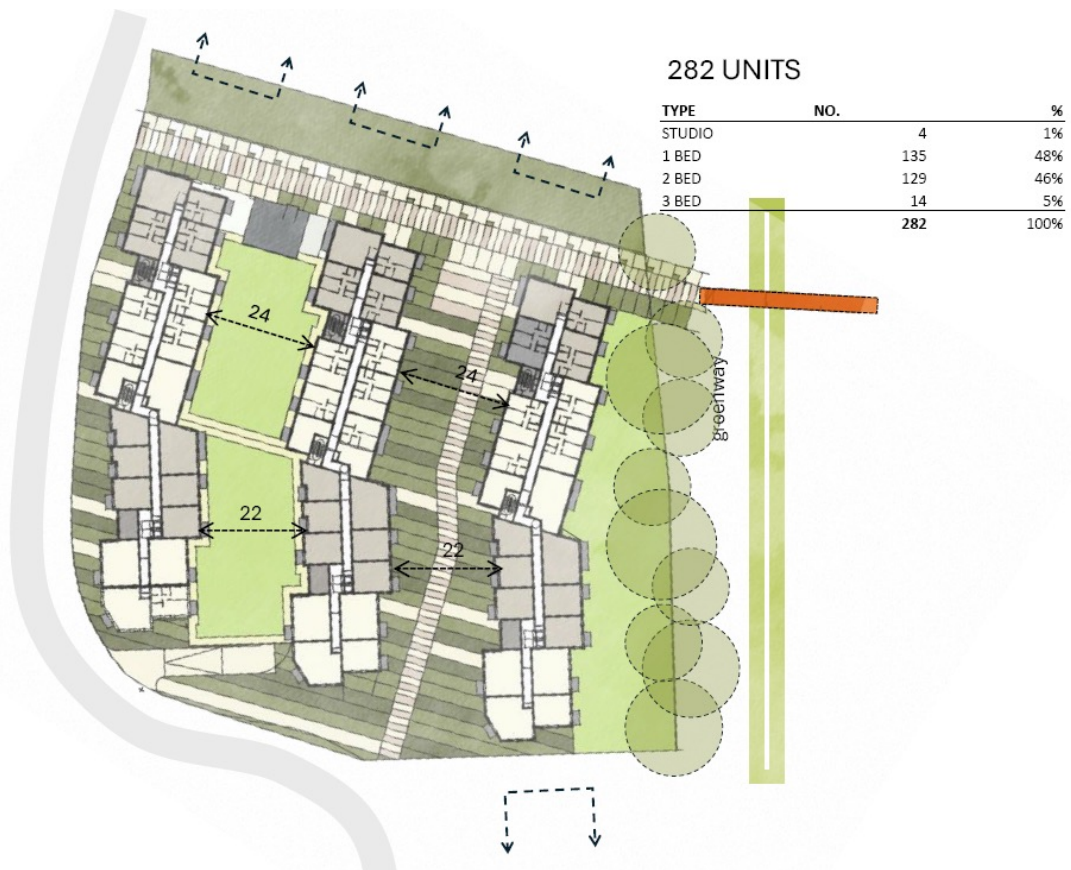 282 UNITS
TYPE NO. %
STUDIO 4 1%
1 BED 135 48%
2 BED 129 46%
3 BED 14 5%
282 100%
24
24
greenway
22
22